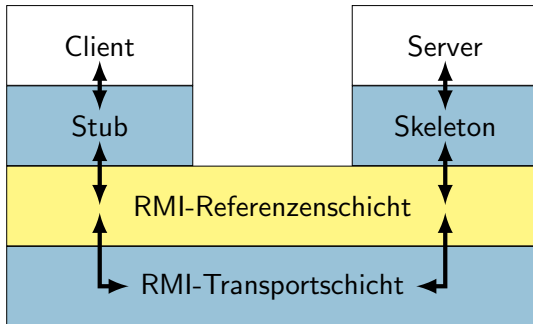 Client
Server
Stub
Skeleton
RMI-Referenzenschicht
RMI-Transportschicht